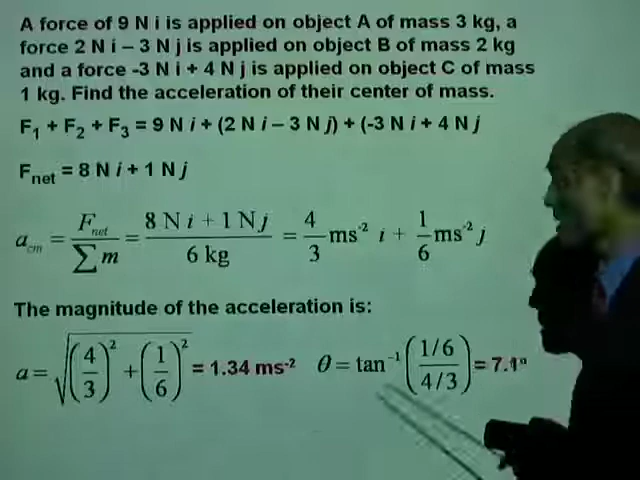 A force of 9 N i is applied on object A of mass 3 kg, a
force 2 N i – 3 N j is applied on object B of mass 2 kg
and a force -3 N i + 4 N j is applied on object C of mass
1 kg. Find the acceleration of their center of mass.
F₁ + F₂ + F₃ = 9 N i + (2 N i – 3 N j) + (-3 N i + 4 N j
F_net = 8 N i + 1 N j
a_cm = F_net / ∑m = (8 N i + 1 N j) / 6 kg = 4/3 ms⁻² i + 1/6 ms⁻² j
The magnitude of the acceleration is:
a = √((4/3)² + (1/6)²) = 1.34 ms⁻² θ = tan⁻¹((1/6)/(4/3)) = 7.1º